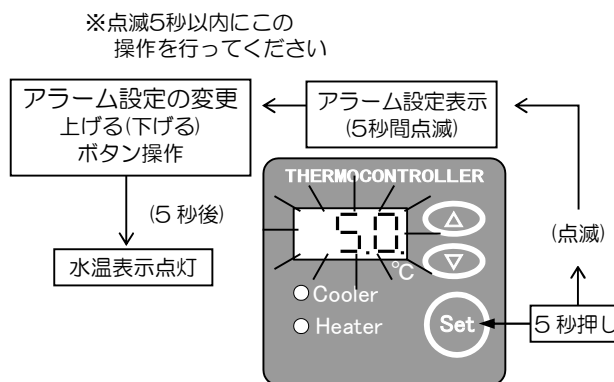 ※点滅5秒以内にこの
操作を行ってください
アラーム設定の変更
上げる(下げる)
ボタン操作
アラーム設定表示
(5秒間点滅)
(5 秒後)
水温表示点灯
THERMOCONTROLLER
5.0.
℃
Cooler
Heater
Set
(点滅)
5 秒押し